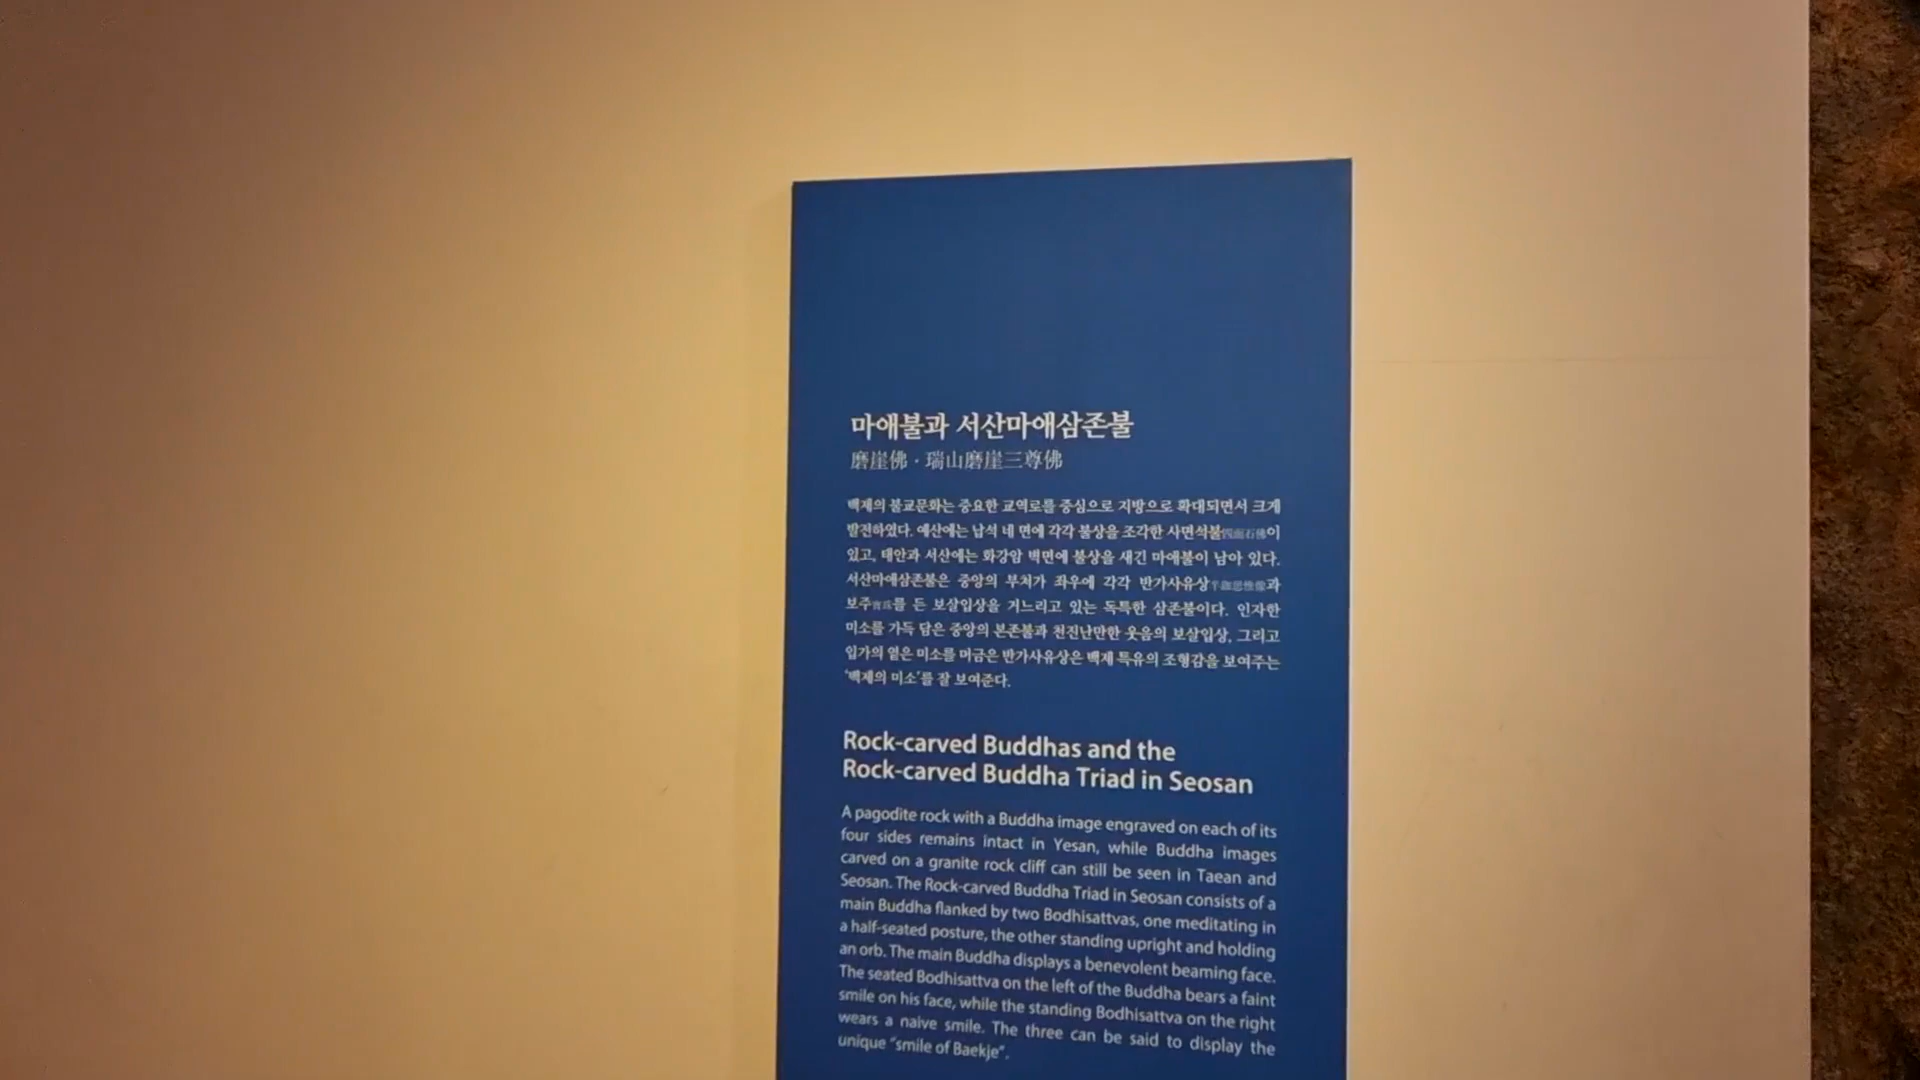 마애불과 서산마애삼존불
磨崖佛 · 瑞山磨崖三尊佛
백제의 불교문화는 중요한 교역로를 중심으로 지방으로 확대되면서 크게
발전하였다. 예산에는 납석 네 면에 각각 불상을 조각한 사면석불四面石佛이
있고, 태안과 서산에는 화강암 벽면에 불상을 새긴 마애불이 남아 있다.
서산마애삼존불은 중앙의 부처가 좌우에 각각 반가사유상半跏思惟像과
보주寶珠를 든 보살입상을 거느리고 있는 독특한 삼존불이다. 인자한
미소를 가득 담은 중앙의 본존불과 천진난만한 웃음의 보살입상, 그리고
입가의 옅은 미소를 머금은 반가사유상은 백제 특유의 조형감을 보여주는
'백제의 미소'를 잘 보여준다.
Rock-carved Buddhas and the
Rock-carved Buddha Triad in Seosan
A pagodite rock with a Buddha image engraved on each of its
four sides remains intact in Yesan, while Buddha images
carved on a granite rock cliff can still be seen in Taean and
Seosan. The Rock-carved Buddha Triad in Seosan consists of a
main Buddha flanked by two Bodhisattvas, one meditating in
a half-seated posture, the other standing upright and holding
an orb. The main Buddha displays a benevolent beaming face.
The seated Bodhisattva on the left of the Buddha bears a faint
smile on his face, while the standing Bodhisattva on the right
wears a naive smile. The three can be said to display the
unique "smile of Baekje".